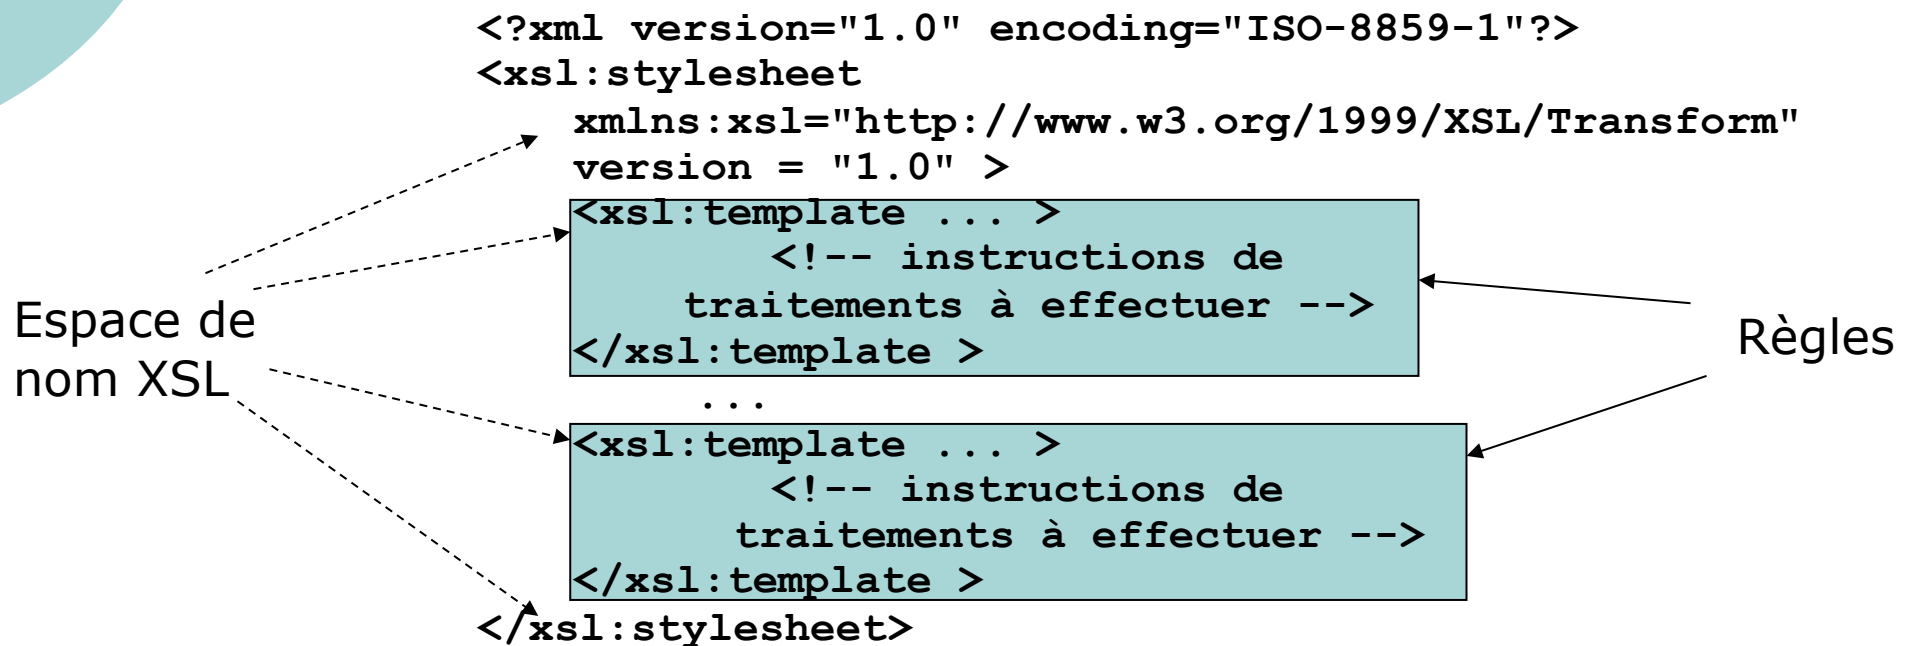 <?xml version="1.0" encoding="ISO-8859-1"?>
<xsl:stylesheet
xmlns:xsl="http://www.w3.org/1999/XSL/Transform"
version = "1.0" >
<xsl:template ... >
<!-- instructions de
traitements à effectuer -->
</xsl:template >
...
<xsl:template ... >
<!-- instructions de
traitements à effectuer -->
</xsl:template >
</xsl:stylesheet>
Espace de
nom XSL
Règles